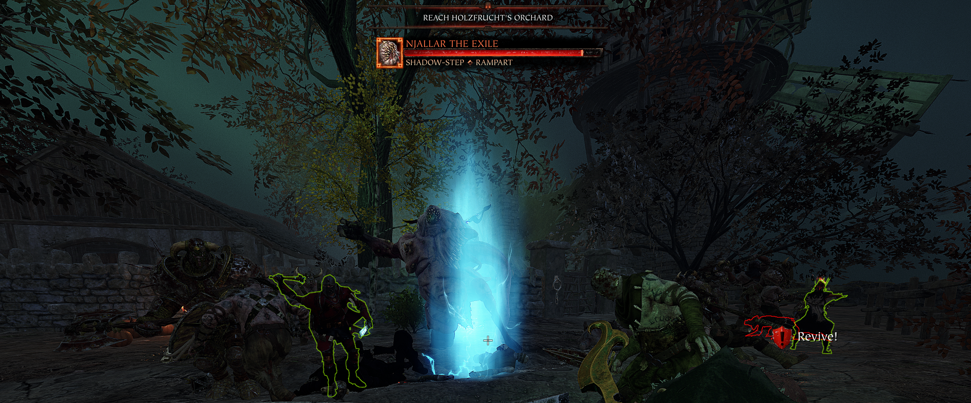 REACH HOLZFRUCHT'S ORCHARD
NJALLAR THE EXILE
SHADOW-STEP ⬥ RAMPART
Revive!